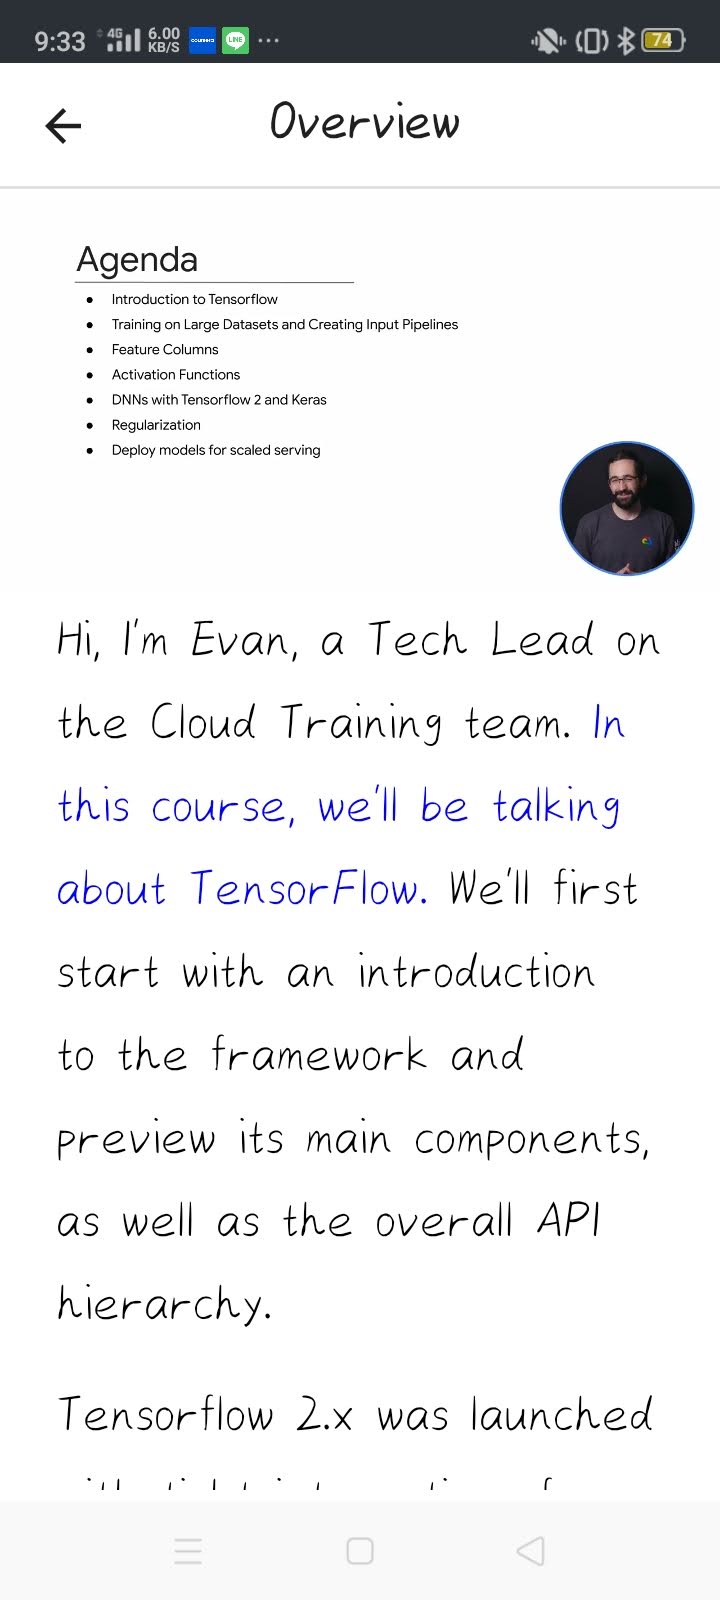 9:33 4G 6.00 KB/S coursera LINE 74
Overview
Agenda
● Introduction to Tensorflow
● Training on Large Datasets and Creating Input Pipelines
● Feature Columns
● Activation Functions
● DNNs with Tensorflow 2 and Keras
● Regularization
● Deploy models for scaled serving
Hi, I'm Evan, a Tech Lead on
the Cloud Training team. In
this course, we'll be talking
about TensorFlow. We'll first
start with an introduction
to the framework and
preview its main components,
as well as the overall API
hierarchy.
Tensorflow 2.x was launched